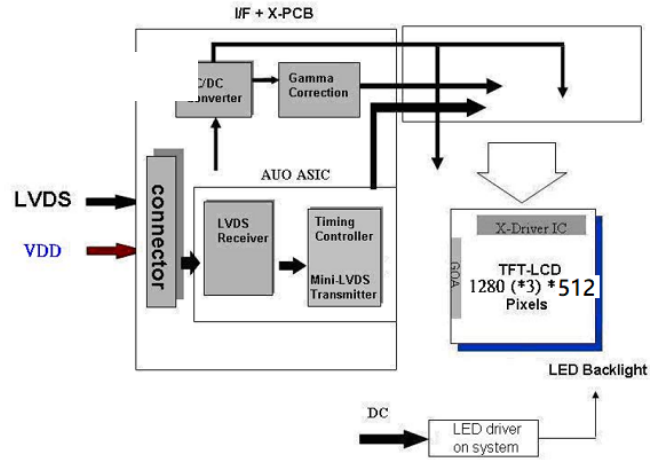 I/F + X-PCB
C/DC
Converter
Gamma
Correction
AUO ASIC
LVDS
VDD
connector
LVDS
Receiver
Timing
Controller
Mini-LVDS
Transmitter
X-Driver IC
GOA
TFT-LCD
1280 (*3) *512
Pixels
LED Backlight
DC
LED driver
on system